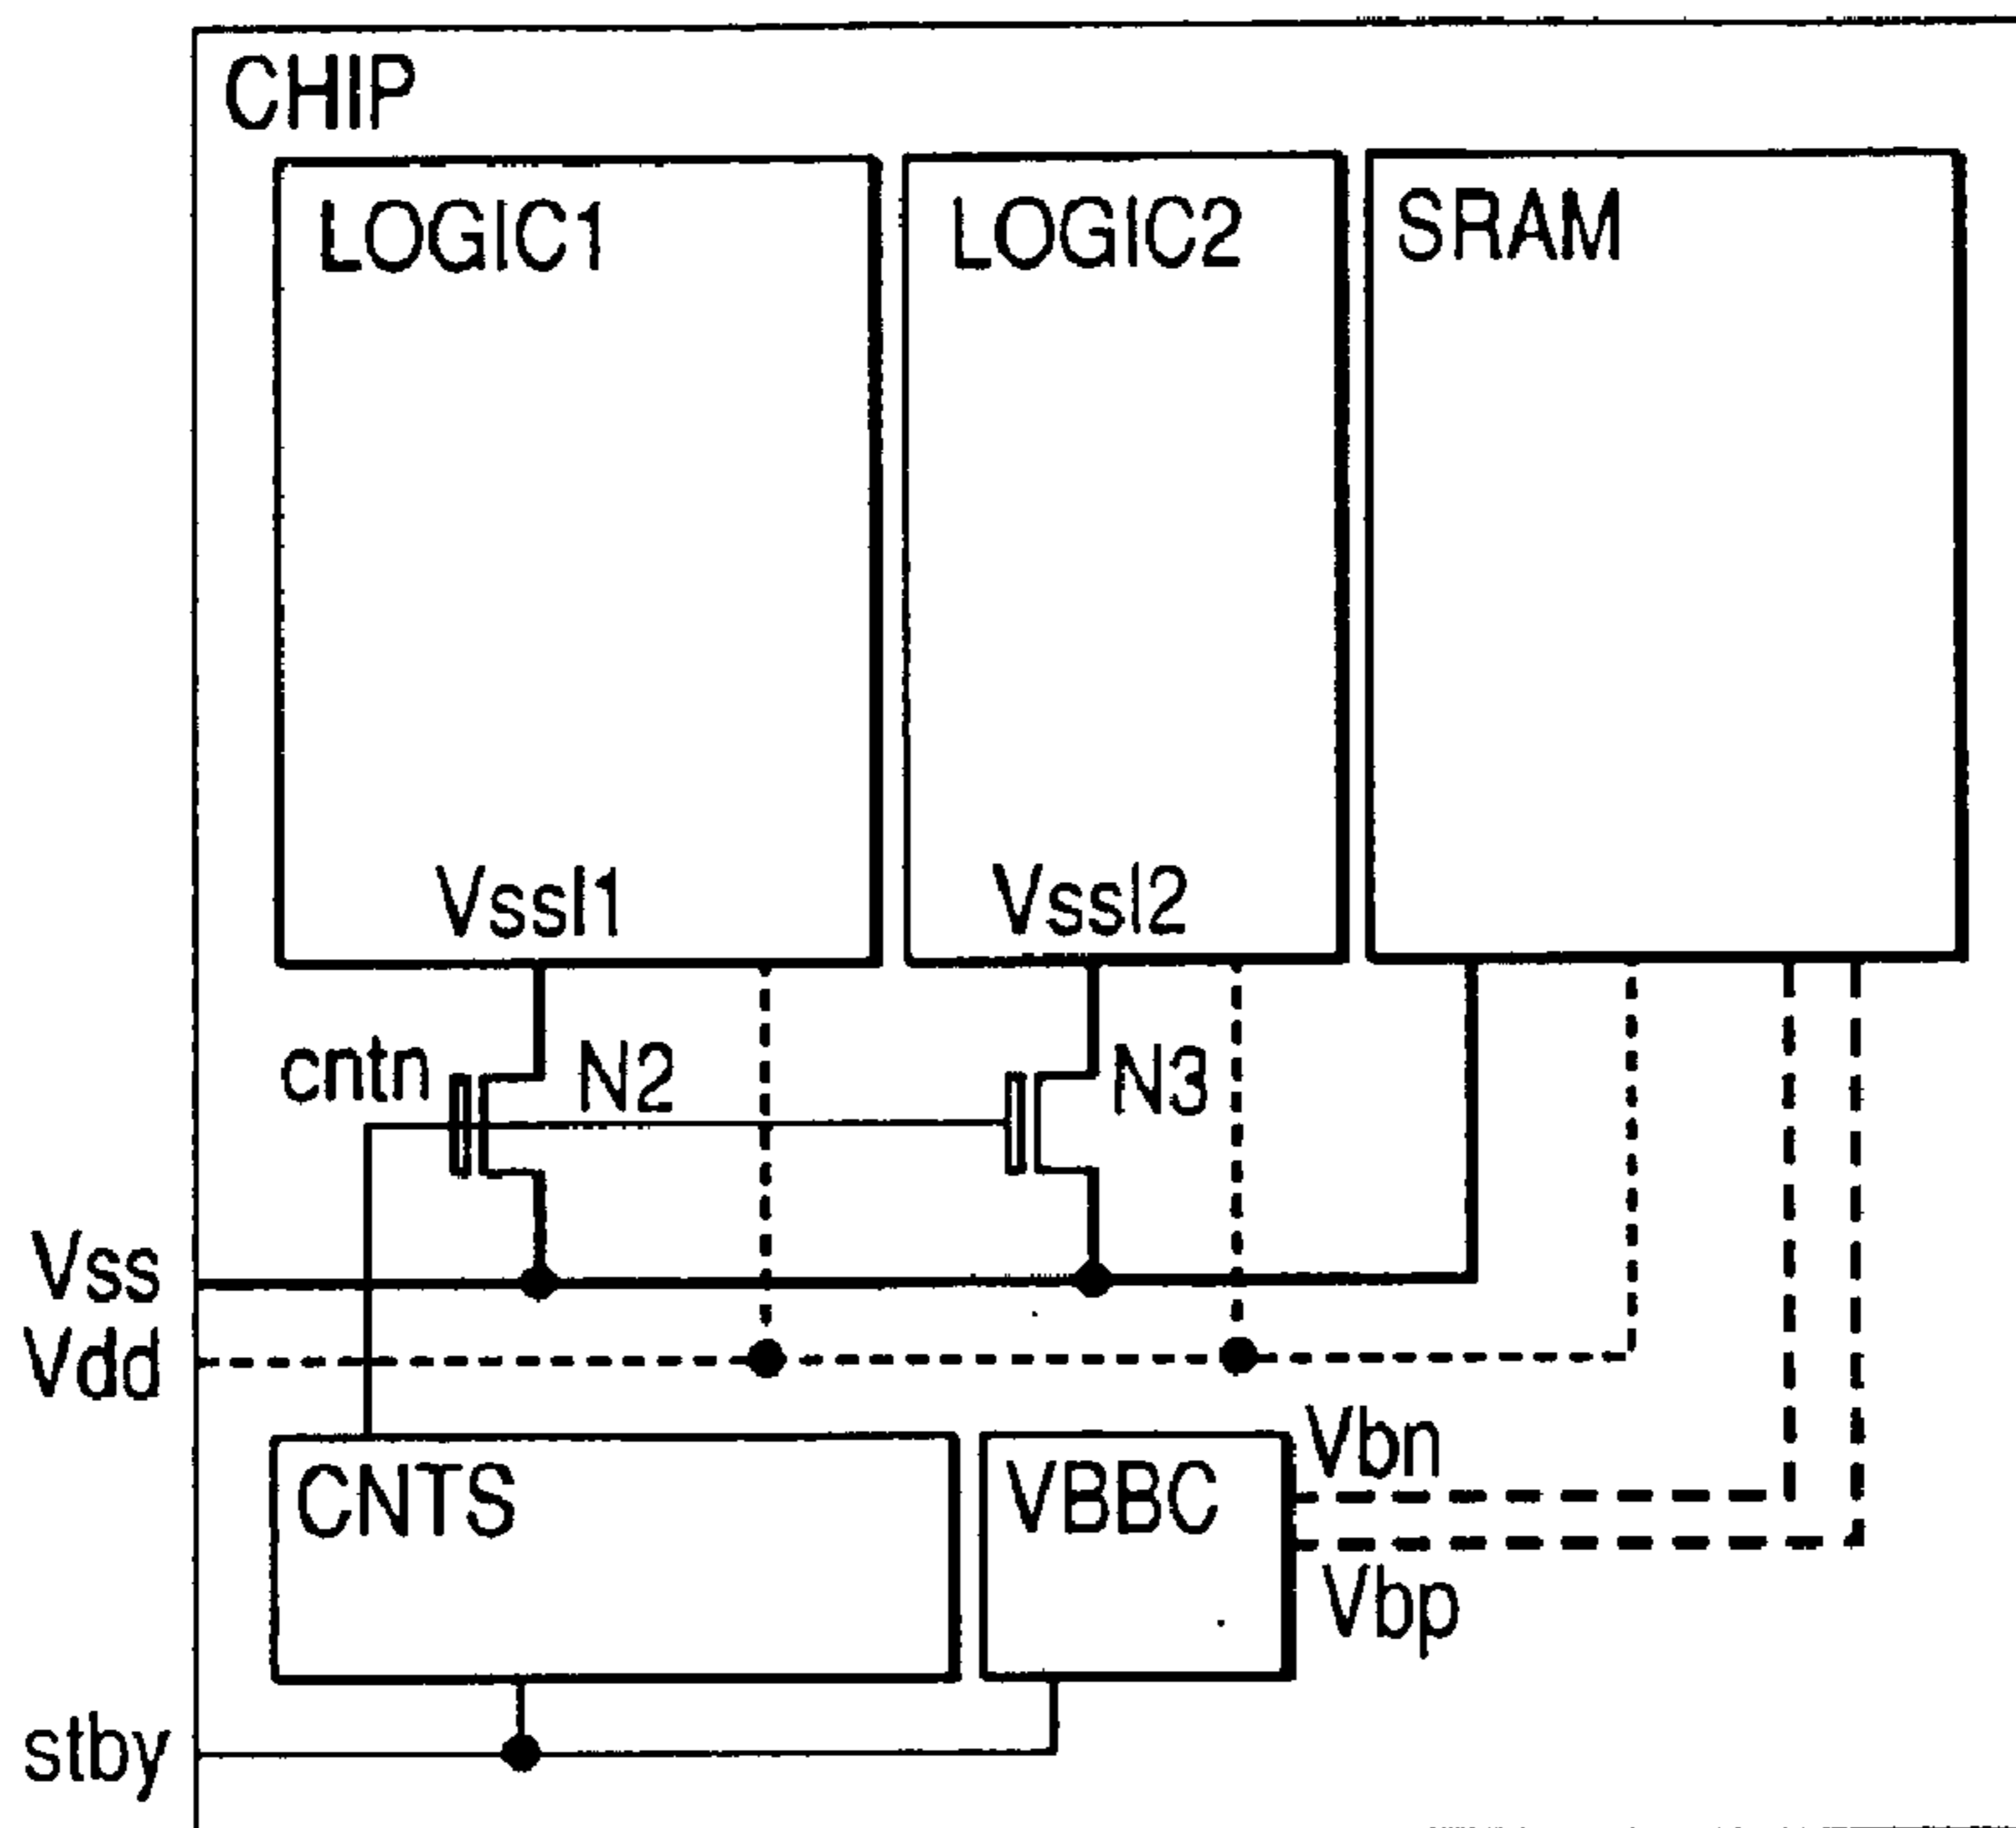 CHIP
LOGIC1
LOGIC2
SRAM
Vssl1
Vssl2
cntn
N2
N3
Vss
Vdd
CNTS
VBBC
Vbn
Vbp
stby